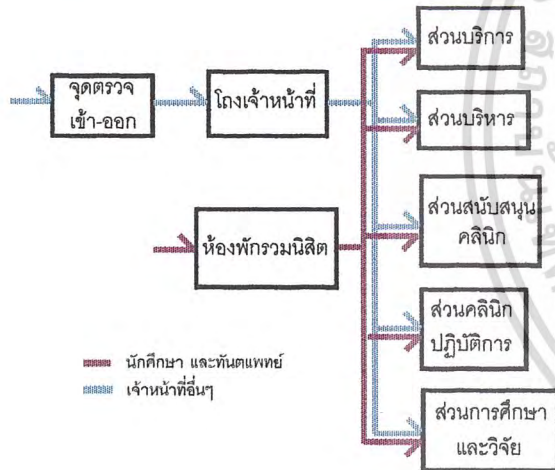 ส่วนบริการ
จุดตรวจ
เข้า-ออก
โถงเจ้าหน้าที่
ส่วนบริหาร
ห้องพักรวมนิสิต
ส่วนสนับสนุน
คลินิก
ส่วนคลินิก
ปฏิบัติการ
นักศึกษา และทันตแพทย์
เจ้าหน้าที่อื่นๆ
ส่วนการศึกษา
และวิจัย